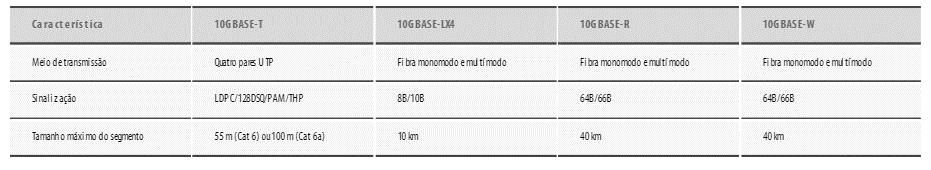 Característica 10GBASE-T 10GBASE-LX4 10GBASE-R 10GBASE-W
Meio de transmissão Quatro pares UTP Fibra monomodo e multímodo Fibra monomodo e multímodo Fibra monomodo e multímodo
Sinalização LDPC/128DSQ/PAM/THP 8B/10B 64B/66B 64B/66B
Tamanho máximo do segmento 55 m (Cat 6) ou 100 m (Cat 6a) 10 km 40 km 40 km